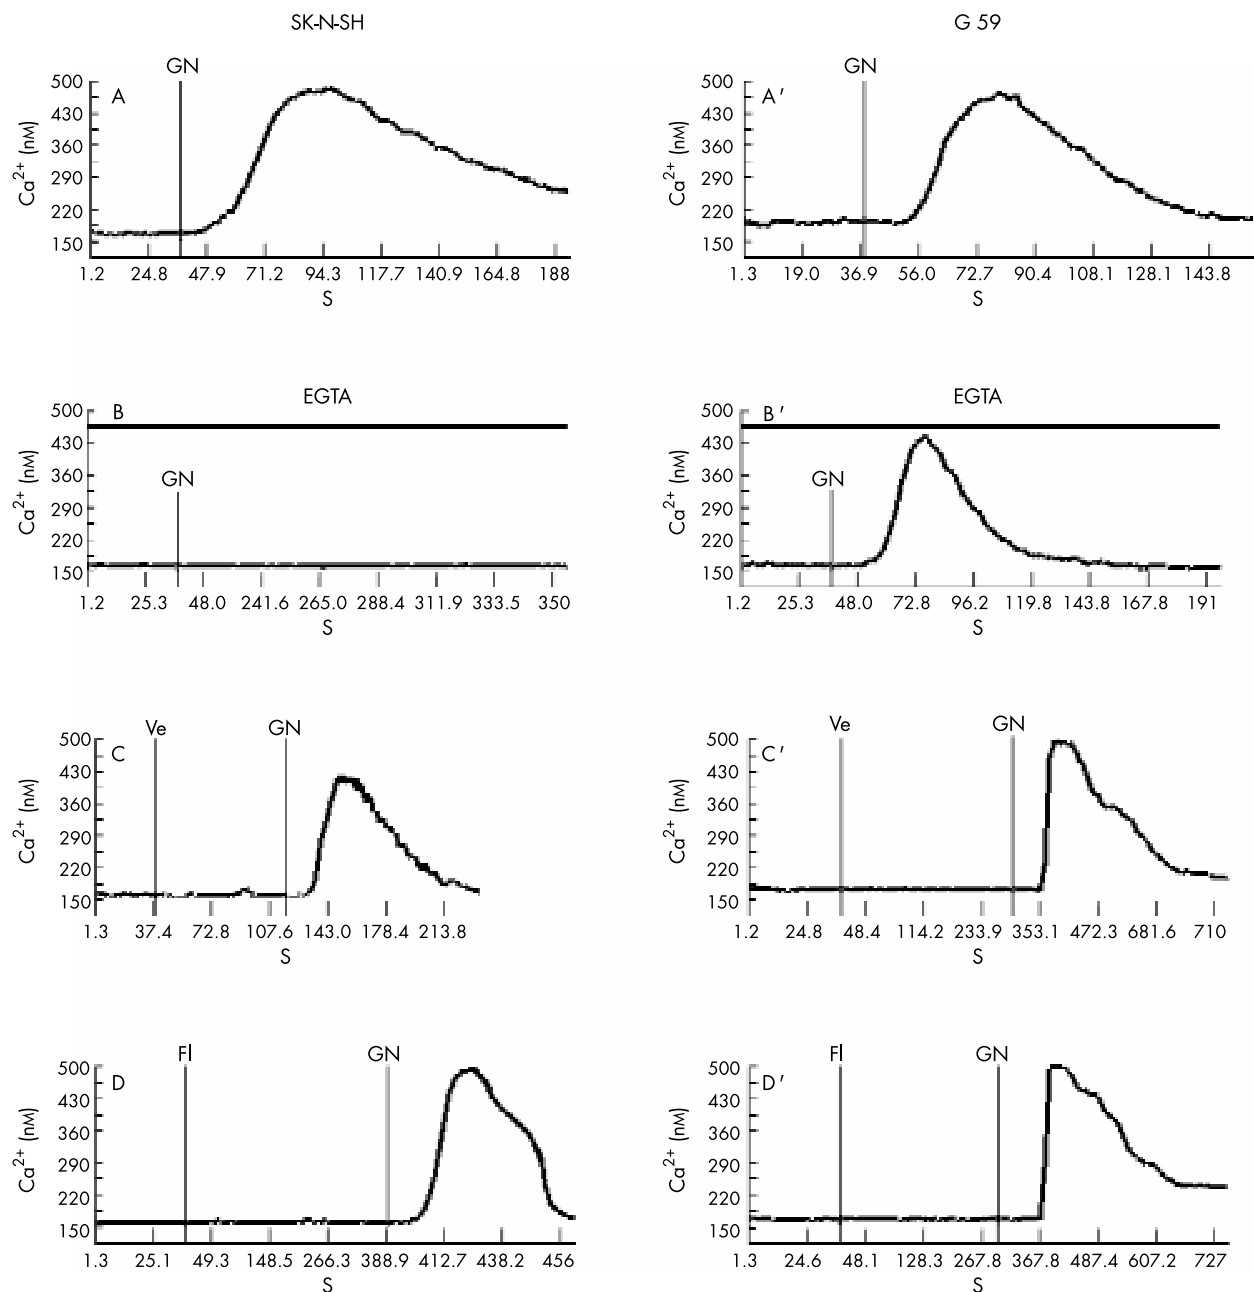 SK-N-SH
G 59
GN
A
500
430
360
290
220
150
Ca2+ (nM)
1.2 24.8 47.9 71.2 94.3 117.7 140.9 164.8 188
S
GN
A'
500
430
360
290
220
150
Ca2+ (nM)
1.3 19.0 36.9 56.0 72.7 90.4 108.1 128.1 143.8
S
EGTA
B
GN
500
430
360
290
220
150
Ca2+ (nM)
1.2 25.3 48.0 241.6 265.0 288.4 311.9 333.5 350
S
EGTA
B'
GN
500
430
360
290
220
150
Ca2+ (nM)
1.2 25.3 48.0 72.8 96.2 119.8 143.8 167.8 191
S
Ve GN
C
500
430
360
290
220
150
Ca2+ (nM)
1.3 37.4 72.8 107.6 143.0 178.4 213.8
S
Ve GN
C'
500
430
360
290
220
150
Ca2+ (nM)
1.2 24.8 48.4 114.2 233.9 353.1 472.3 681.6 710
S
Fl GN
D
500
430
360
290
220
150
Ca2+ (nM)
1.3 25.1 49.3 148.5 266.3 388.9 412.7 438.2 456
S
Fl GN
D'
500
430
360
290
220
150
Ca2+ (nM)
1.3 24.6 48.1 128.3 267.8 367.8 487.4 607.2 727
S